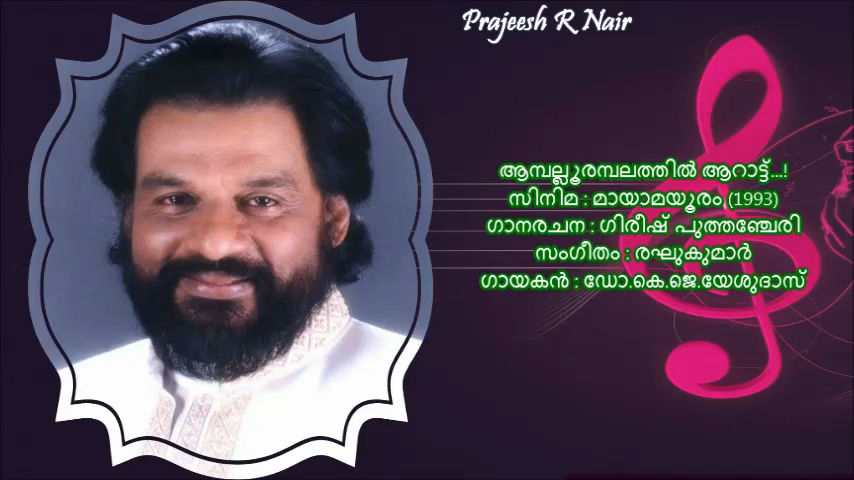 Prajeesh R Nair
ആമ്പല്ലൂരമ്പലത്തിൽ ആറാട്ട്...!
സിനിമ : മായാമയൂരം (1993)
ഗാനരചന : ഗിരീഷ് പുത്തഞ്ചേരി
സംഗീതം : രഘുകുമാർ
ഗായകൻ : ഡോ.കെ.ജെ.യേശുദാസ്